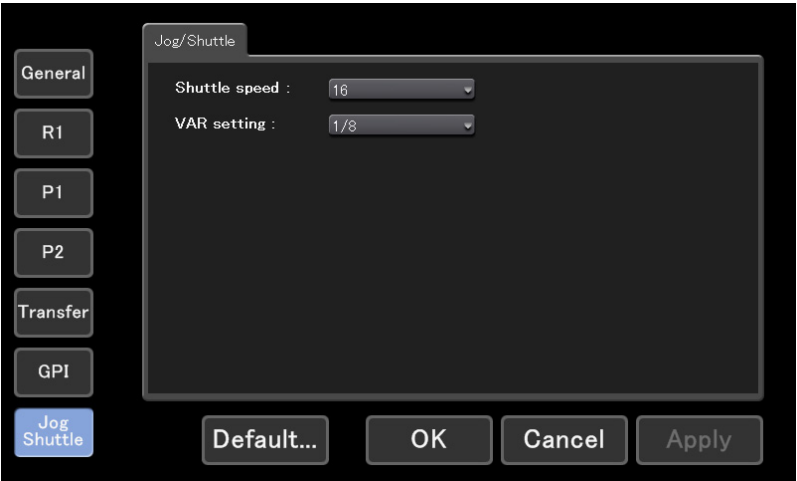 Jog/Shuttle
General
R1
P1
P2
Transfer
GPI
Jog
Shuttle
Shuttle speed :
16
VAR setting :
1/8
Default...
OK
Cancel
Apply